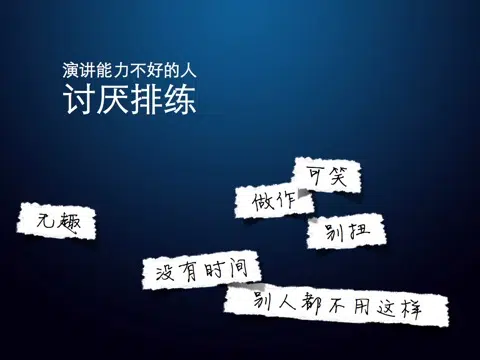 演讲能力不好的人
讨厌排练
可笑
做作
无趣
别扭
没有时间
别人都不用这样